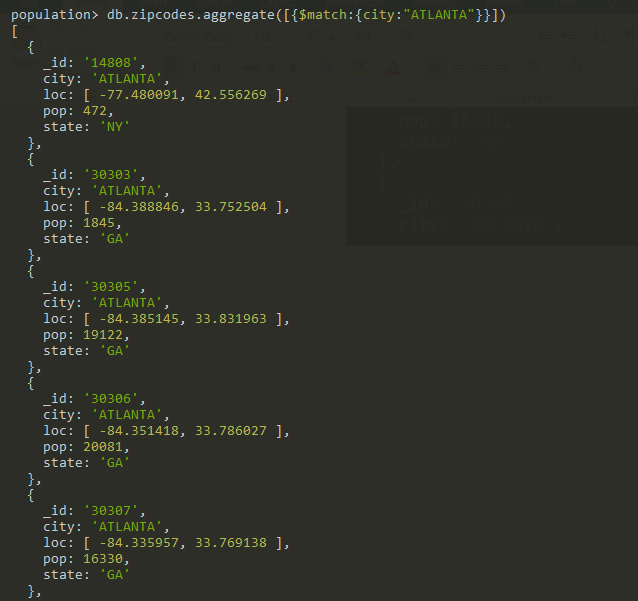 population> db.zipcodes.aggregate([{$match:{city:"ATLANTA"}}])
[
  {
    _id: '14808',
    city: 'ATLANTA',
    loc: [ -77.480091, 42.556269 ],
    pop: 472,
    state: 'NY'
  },
  {
    _id: '30303',
    city: 'ATLANTA',
    loc: [ -84.388846, 33.752504 ],
    pop: 1845,
    state: 'GA'
  },
  {
    _id: '30305',
    city: 'ATLANTA',
    loc: [ -84.385145, 33.831963 ],
    pop: 19122,
    state: 'GA'
  },
  {
    _id: '30306',
    city: 'ATLANTA',
    loc: [ -84.351418, 33.786027 ],
    pop: 20081,
    state: 'GA'
  },
  {
    _id: '30307',
    city: 'ATLANTA',
    loc: [ -84.335957, 33.769138 ],
    pop: 16330,
    state: 'GA'
  },